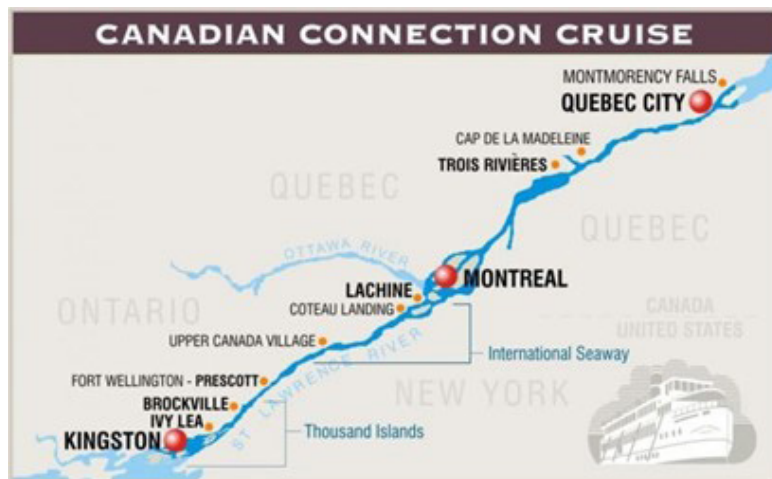 CANADIAN CONNECTION CRUISE
MONTMORENCY FALLS
QUEBEC CITY
CAP DE LA MADELEINE
TROIS RIVIÈRES
QUEBEC
QUEBEC
OTTAWA RIVER
MONTREAL
LACHINE
COTEAU LANDING
ONTARIO
CANADA
UNITED STATES
UPPER CANADA VILLAGE
International Seaway
ST LAWRENCE RIVER
FORT WELLINGTON - PRESCOTT
NEW YORK
BROCKVILLE
IVY LEA
Thousand Islands
KINGSTON